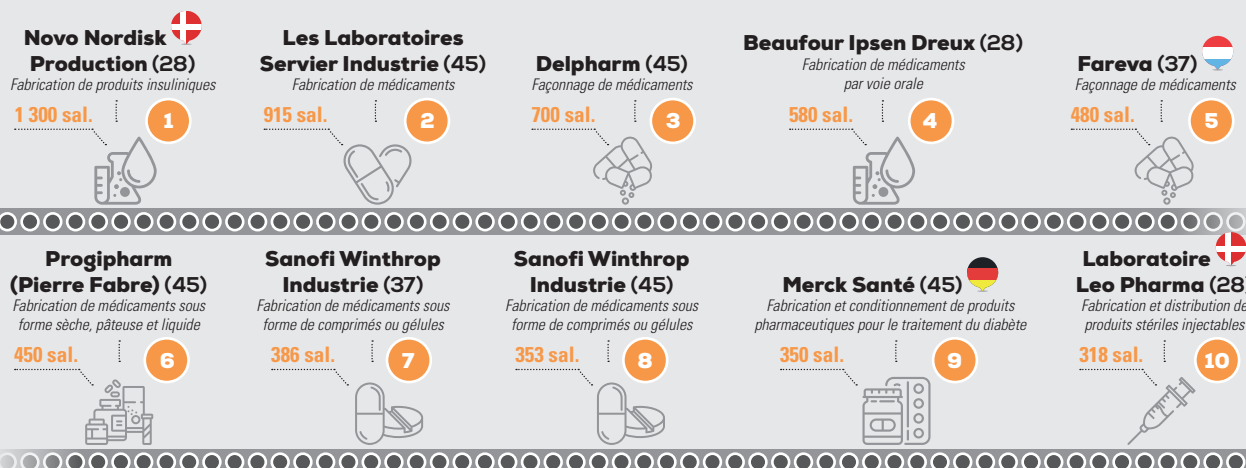 Novo Nordisk
Production (28)
Fabrication de produits insuliniques
1 300 sal.
1
Les Laboratoires
Servier Industrie (45)
Fabrication de médicaments
915 sal.
2
Delpharm (45)
Façonnage de médicaments
700 sal.
3
Beaufour Ipsen Dreux (28)
Fabrication de médicaments
par voie orale
580 sal.
4
Fareva (37)
Façonnage de médicaments
480 sal.
5
Progipharm
(Pierre Fabre) (45)
Fabrication de médicaments sous
forme sèche, pâteuse et liquide
450 sal.
6
Sanofi Winthrop
Industrie (37)
Fabrication de médicaments sous
forme de comprimés ou gélules
386 sal.
7
Sanofi Winthrop
Industrie (45)
Fabrication de médicaments sous
forme de comprimés ou gélules
353 sal.
8
Merck Santé (45)
Fabrication et conditionnement de produits
pharmaceutiques pour le traitement du diabète
350 sal.
9
Laboratoire
Leo Pharma (28)
Fabrication et distribution de
produits stériles injectables
318 sal.
10